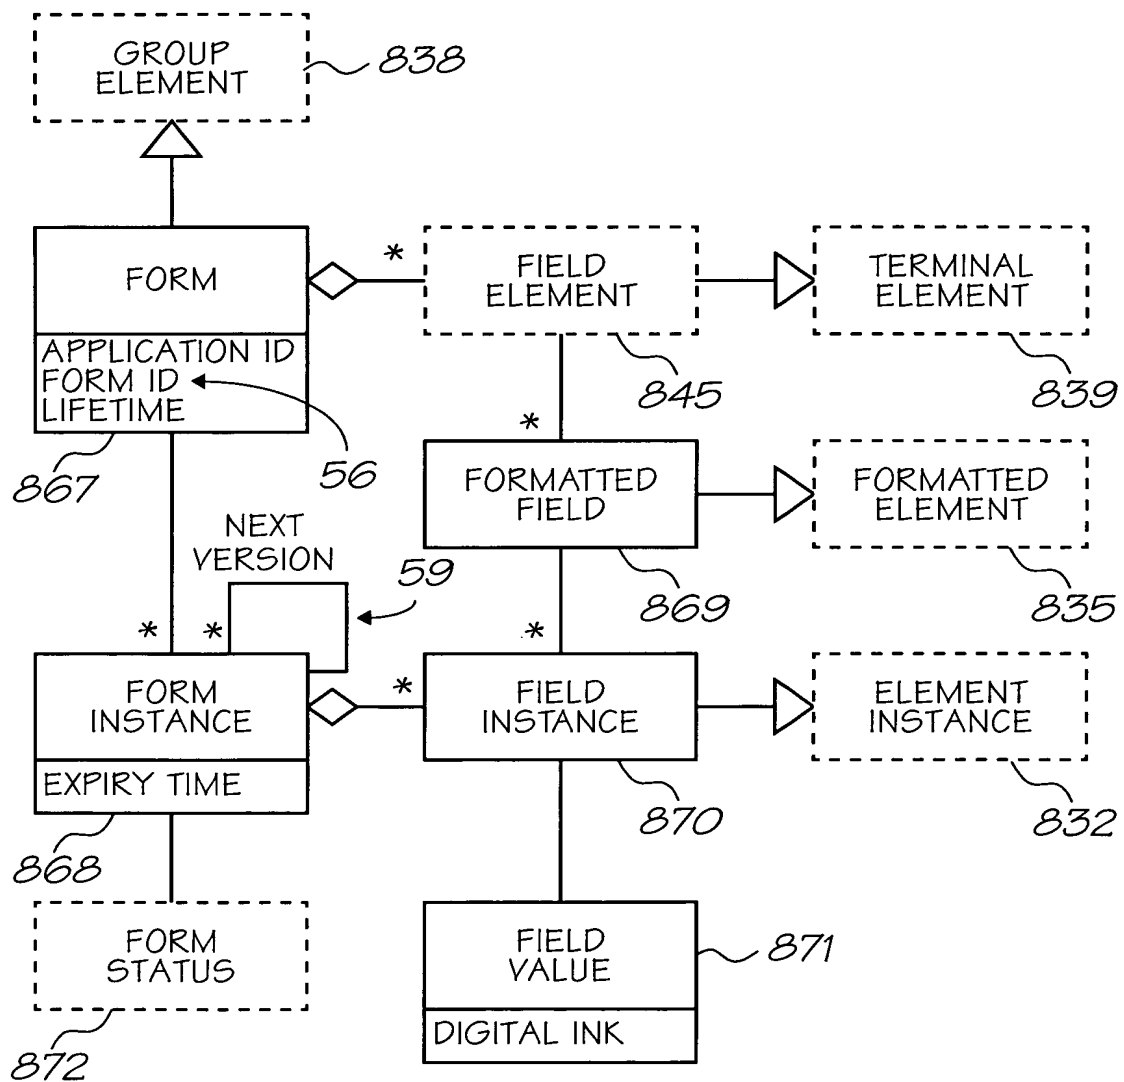 GROUP
ELEMENT
838
FORM
*
FIELD
ELEMENT
TERMINAL
ELEMENT
APPLICATION ID
FORM ID
LIFETIME
845
839
867
56
*
FORMATTED
FIELD
FORMATTED
ELEMENT
NEXT
VERSION
59
869
835
*
*
*
FORM
INSTANCE
*
FIELD
INSTANCE
ELEMENT
INSTANCE
EXPIRY TIME
868
870
832
FORM
STATUS
FIELD
VALUE
871
DIGITAL INK
872